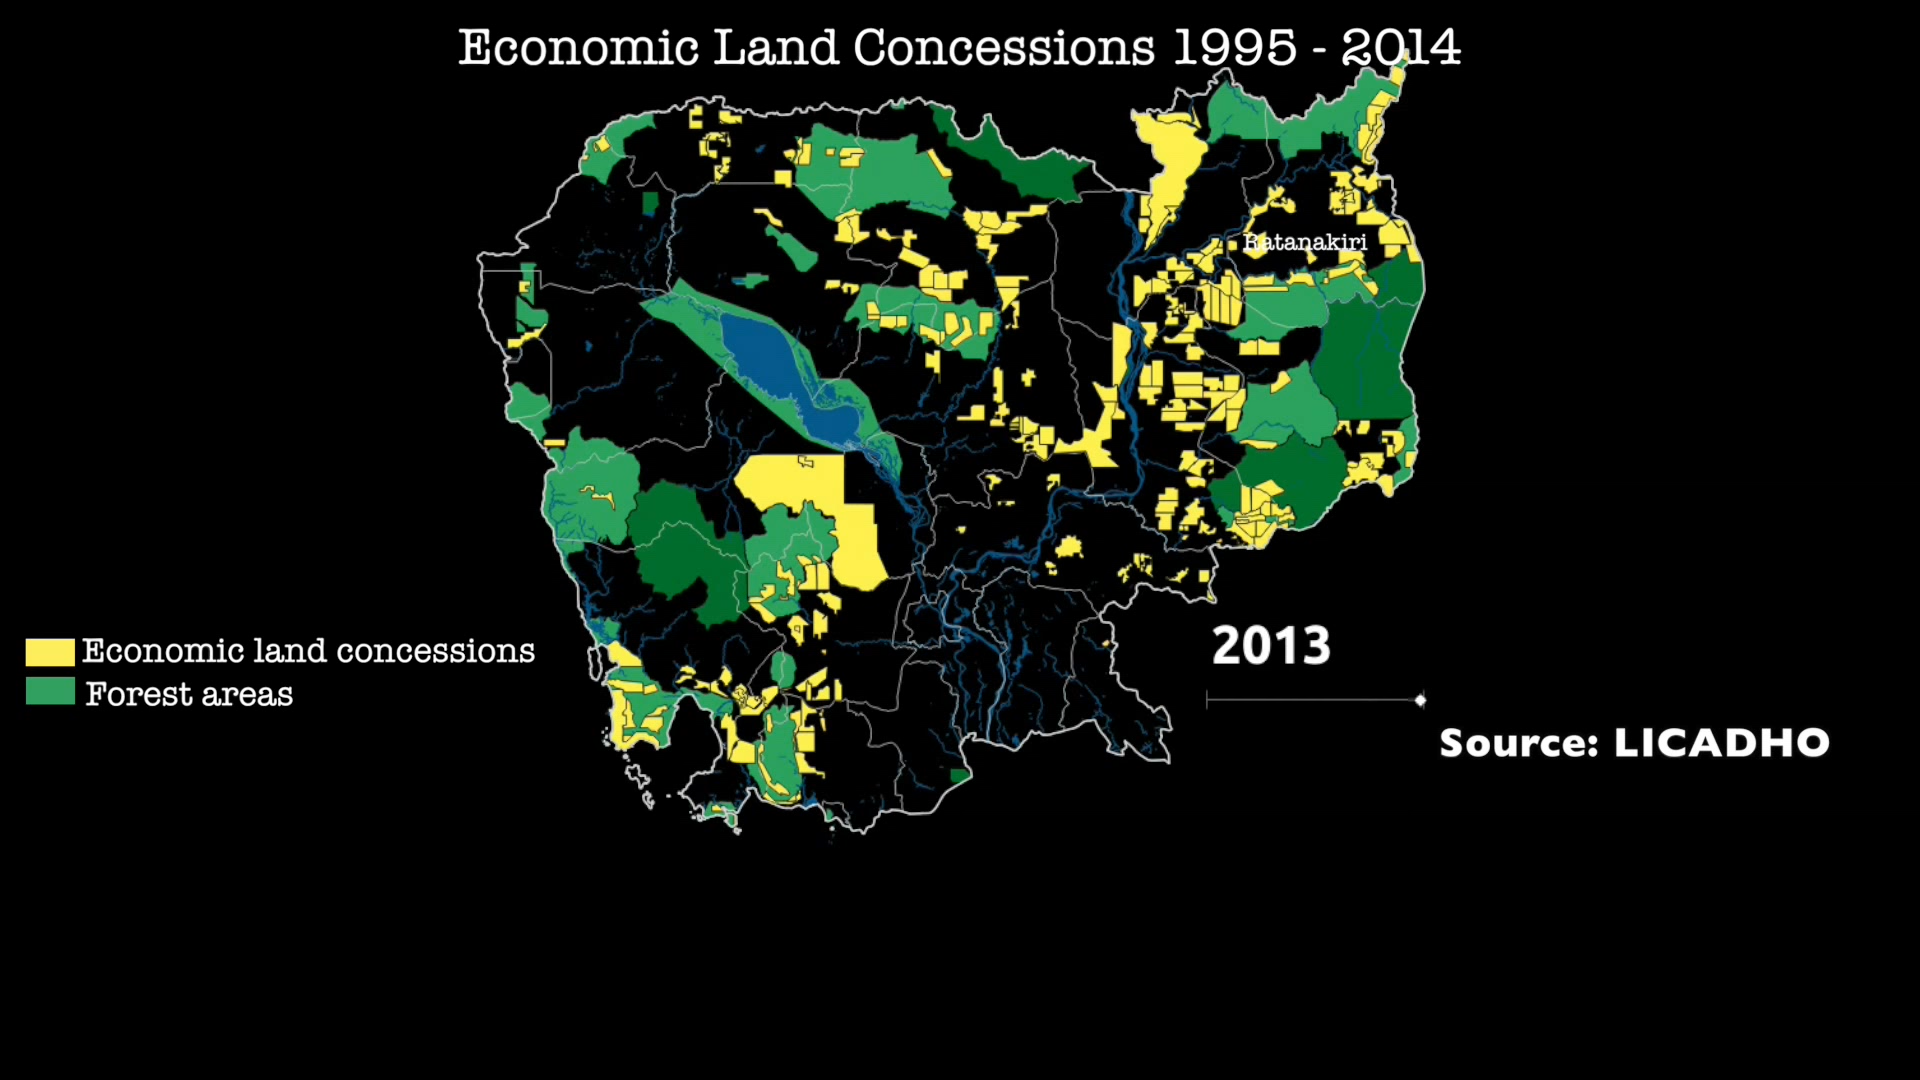 Economic Land Concessions 1995 - 2014
Ratanakiri
Economic land concessions
Forest areas
2013
Source: LICADHO